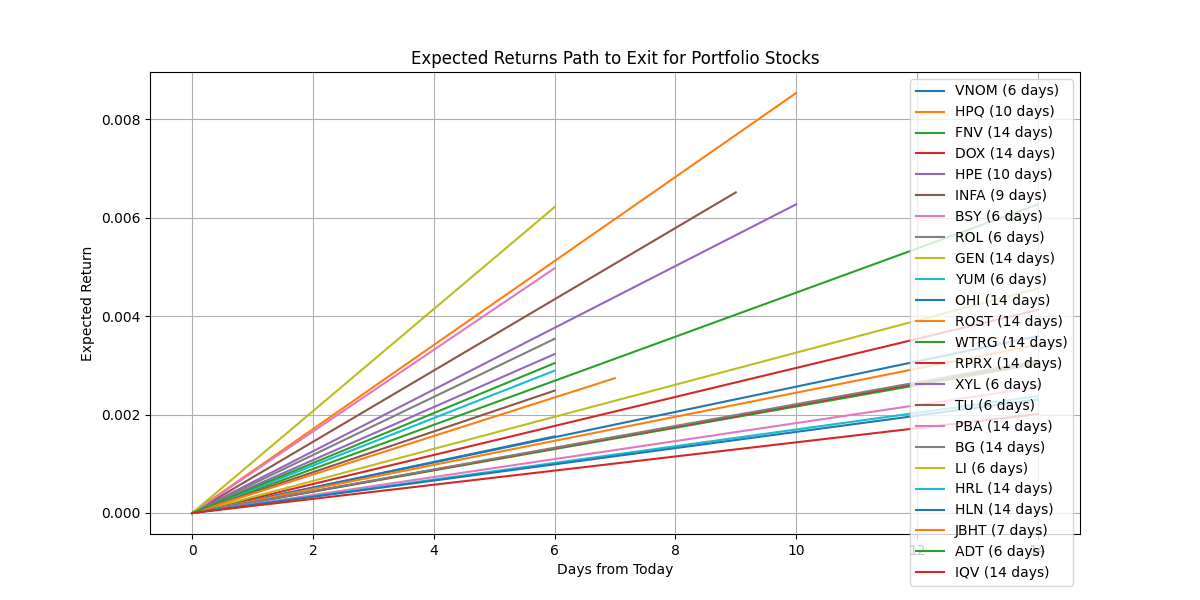 Expected Returns Path to Exit for Portfolio Stocks
Expected Return
0.008
0.006
0.004
0.002
0.000
0
2
4
6
8
10
12
Days from Today
VNOM (6 days)
HPQ (10 days)
FNV (14 days)
DOX (14 days)
HPE (10 days)
INFA (9 days)
BSY (6 days)
ROL (6 days)
GEN (14 days)
YUM (6 days)
OHI (14 days)
ROST (14 days)
WTRG (14 days)
RPRX (14 days)
XYL (6 days)
TU (6 days)
PBA (14 days)
BG (14 days)
LI (6 days)
HRL (14 days)
HLN (14 days)
JBHT (7 days)
ADT (6 days)
IQV (14 days)